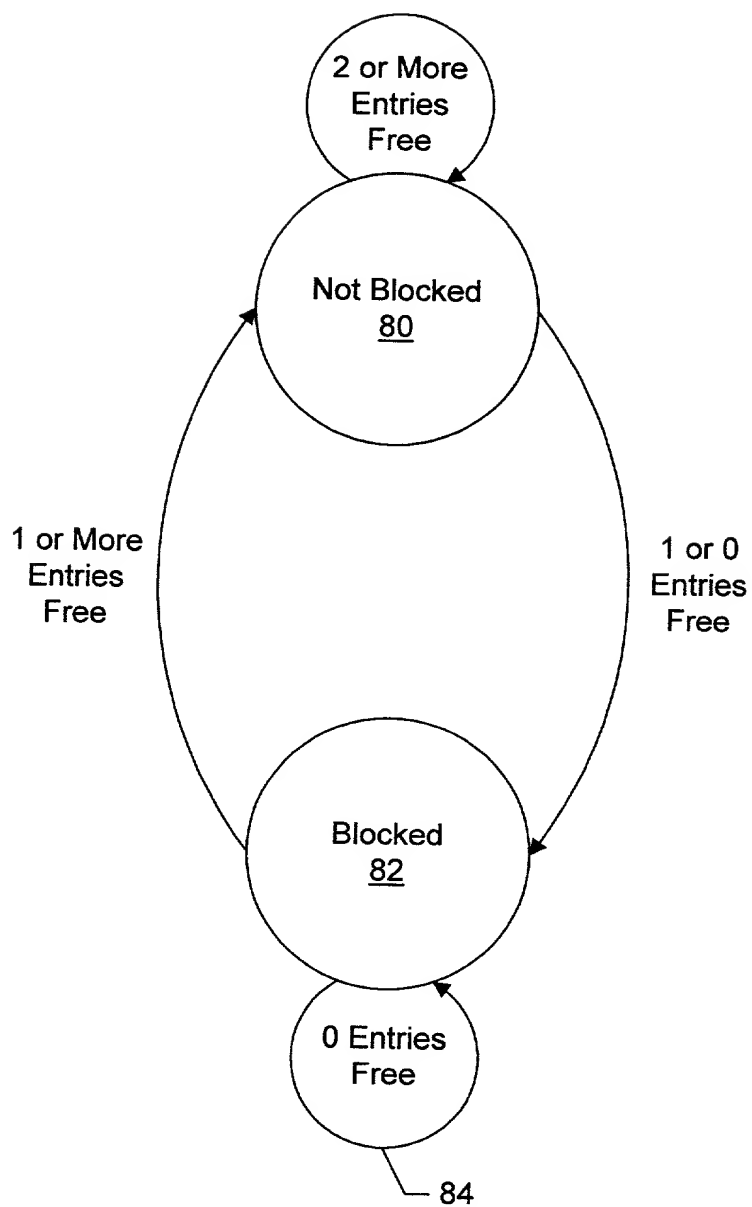 2 or More
Entries
Free
Not Blocked
80
1 or More
Entries
Free
1 or 0
Entries
Free
Blocked
82
0 Entries
Free
84